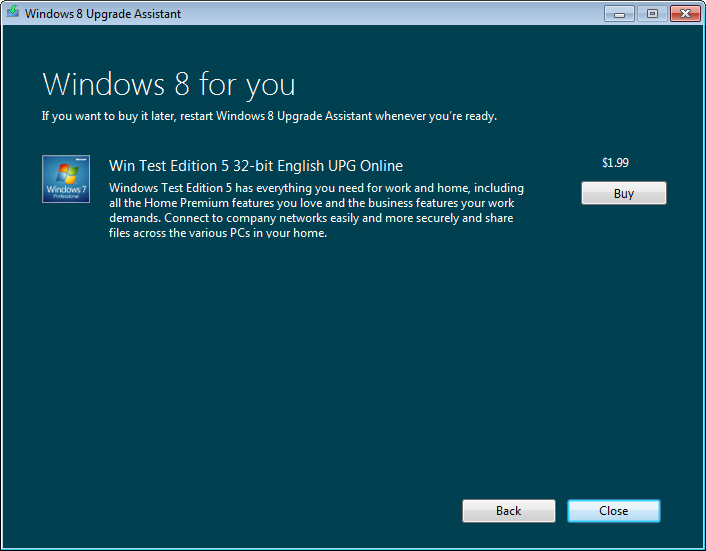 Windows 8 Upgrade Assistant
Windows 8 for you
If you want to buy it later, restart Windows 8 Upgrade Assistant whenever you're ready.
Win Test Edition 5 32-bit English UPG Online
$1.99
Microsoft
Windows 7
Professional
Windows Test Edition 5 has everything you need for work and home, including
all the Home Premium features you love and the business features your work
demands. Connect to company networks easily and more securely and share
files across the various PCs in your home.
Buy
Back
Close